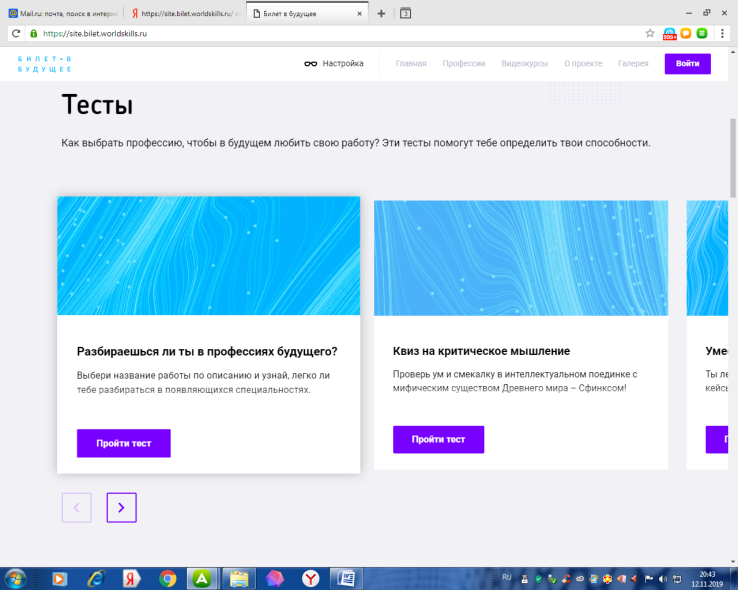 Mail.ru: почта, поиск в интерне
https://site.bilet.worldskills.ru/
Билет в будущее
https://site.bilet.worldskills.ru
999+
БИЛЕТ•В
БУДУЩЕЕ
Настройка
Главная
Профессии
Видеокурсы
О проекте
Галерея
Войти
Тесты
Как выбрать профессию, чтобы в будущем любить свою работу? Эти тесты помогут тебе определить твои способности.
Разбираешься ли ты в профессиях будущего?
Выбери название работы по описанию и узнай, легко ли
тебе разбираться в появляющихся специальностях.
Пройти тест
Квиз на критическое мышление
Проверь ум и смекалку в интеллектуальном поединке с
мифическим существом Древнего мира – Сфинксом!
Пройти тест
Уме
Ты ле
кейсы
П
RU
20:43
12.11.2019